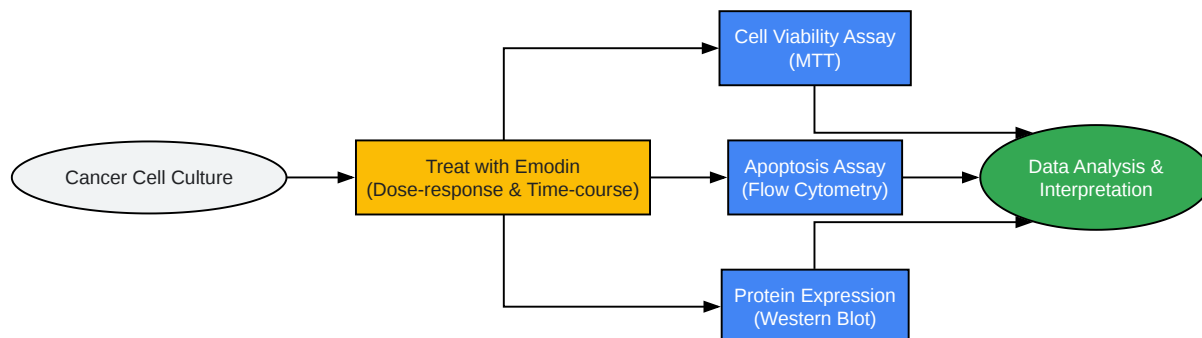 Cancer Cell Culture
Treat with Emodin
(Dose-response & Time-course)
Cell Viability Assay
(MTT)
Apoptosis Assay
(Flow Cytometry)
Protein Expression
(Western Blot)
Data Analysis &
Interpretation